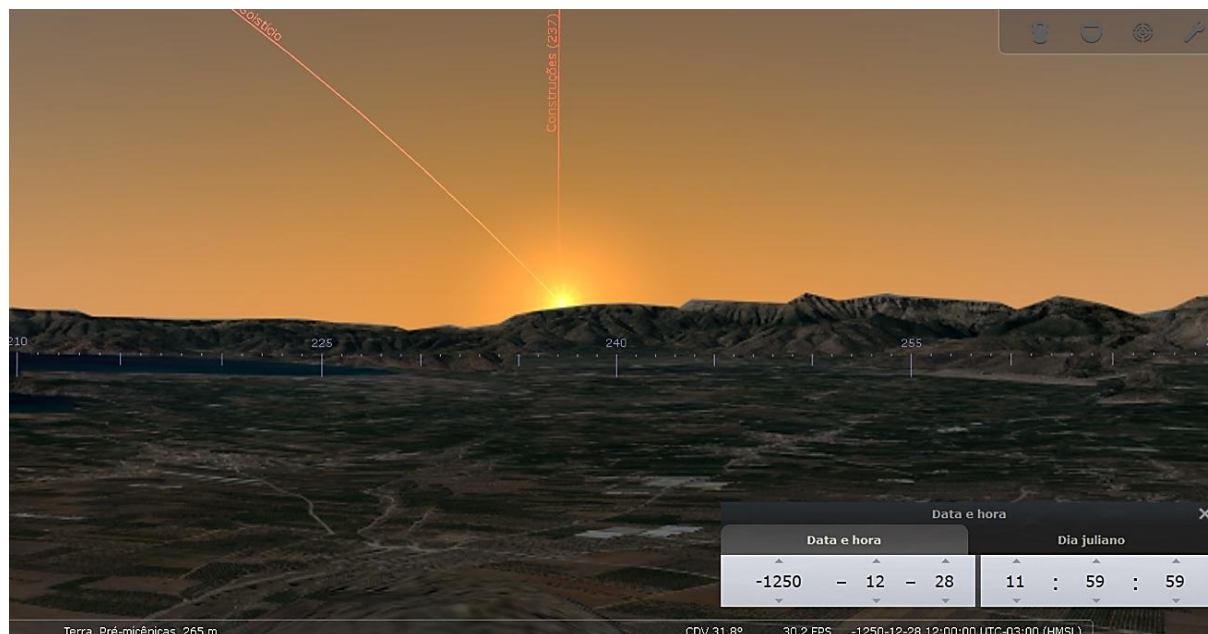 Solstício
Construções (237)
210
225
240
255
Data e hora
Data e hora
Dia juliano
-1250 – 12 – 28
11 : 59 : 59
Terra, Pré-micênicas, 265 m
CDV 31.8°
30.2 FPS
-1250-12-28 12:00:00 UTC-03:00 (HMSL)